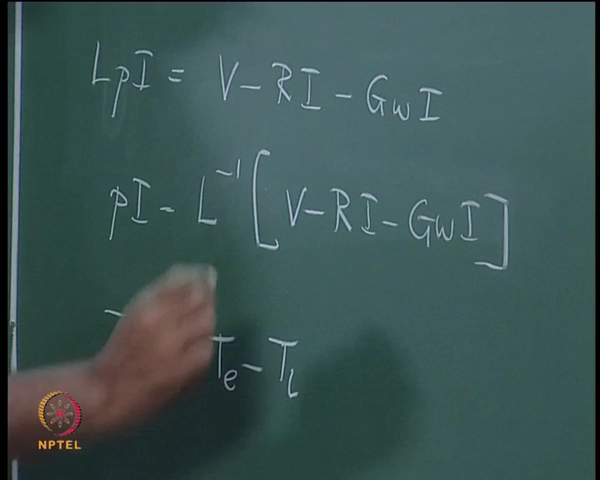 LpI = V - RI - GωI
pI = L⁻¹ [ V - RI - GωI ]
Te - TL
NPTEL